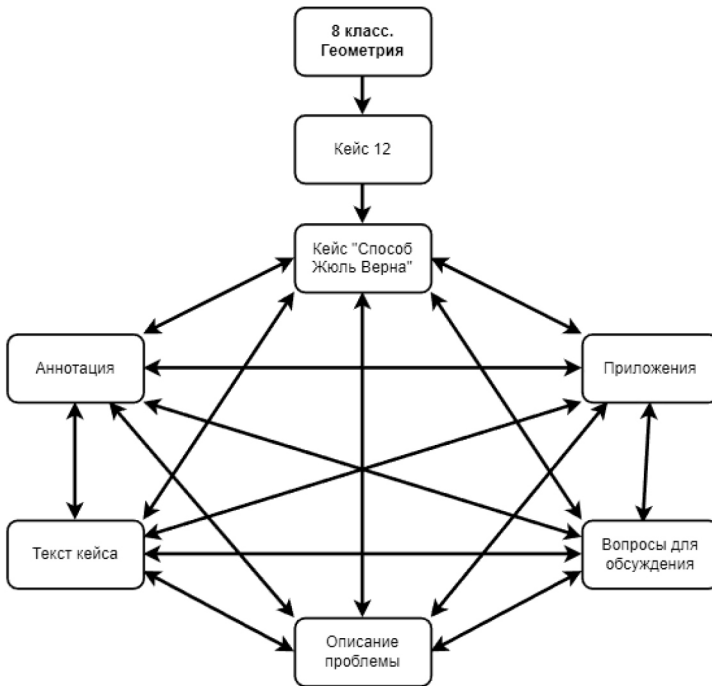 8 класс.
Геометрия
Кейс 12
Кейс "Способ
Жюль Верна"
Аннотация
Приложения
Текст кейса
Вопросы для
обсуждения
Описание
проблемы